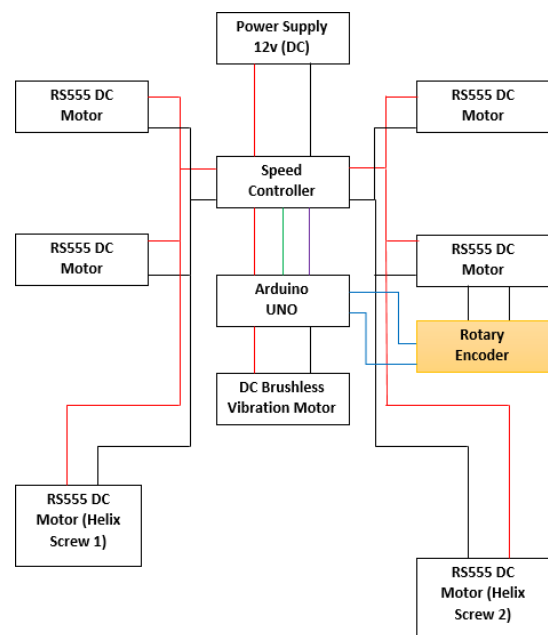 Power Supply
12v (DC)
RS555 DC
Motor
RS555 DC
Motor
Speed
Controller
RS555 DC
Motor
RS555 DC
Motor
Arduino
UNO
Rotary
Encoder
DC Brushless
Vibration Motor
RS555 DC
Motor (Helix
Screw 1)
RS555 DC
Motor (Helix
Screw 2)